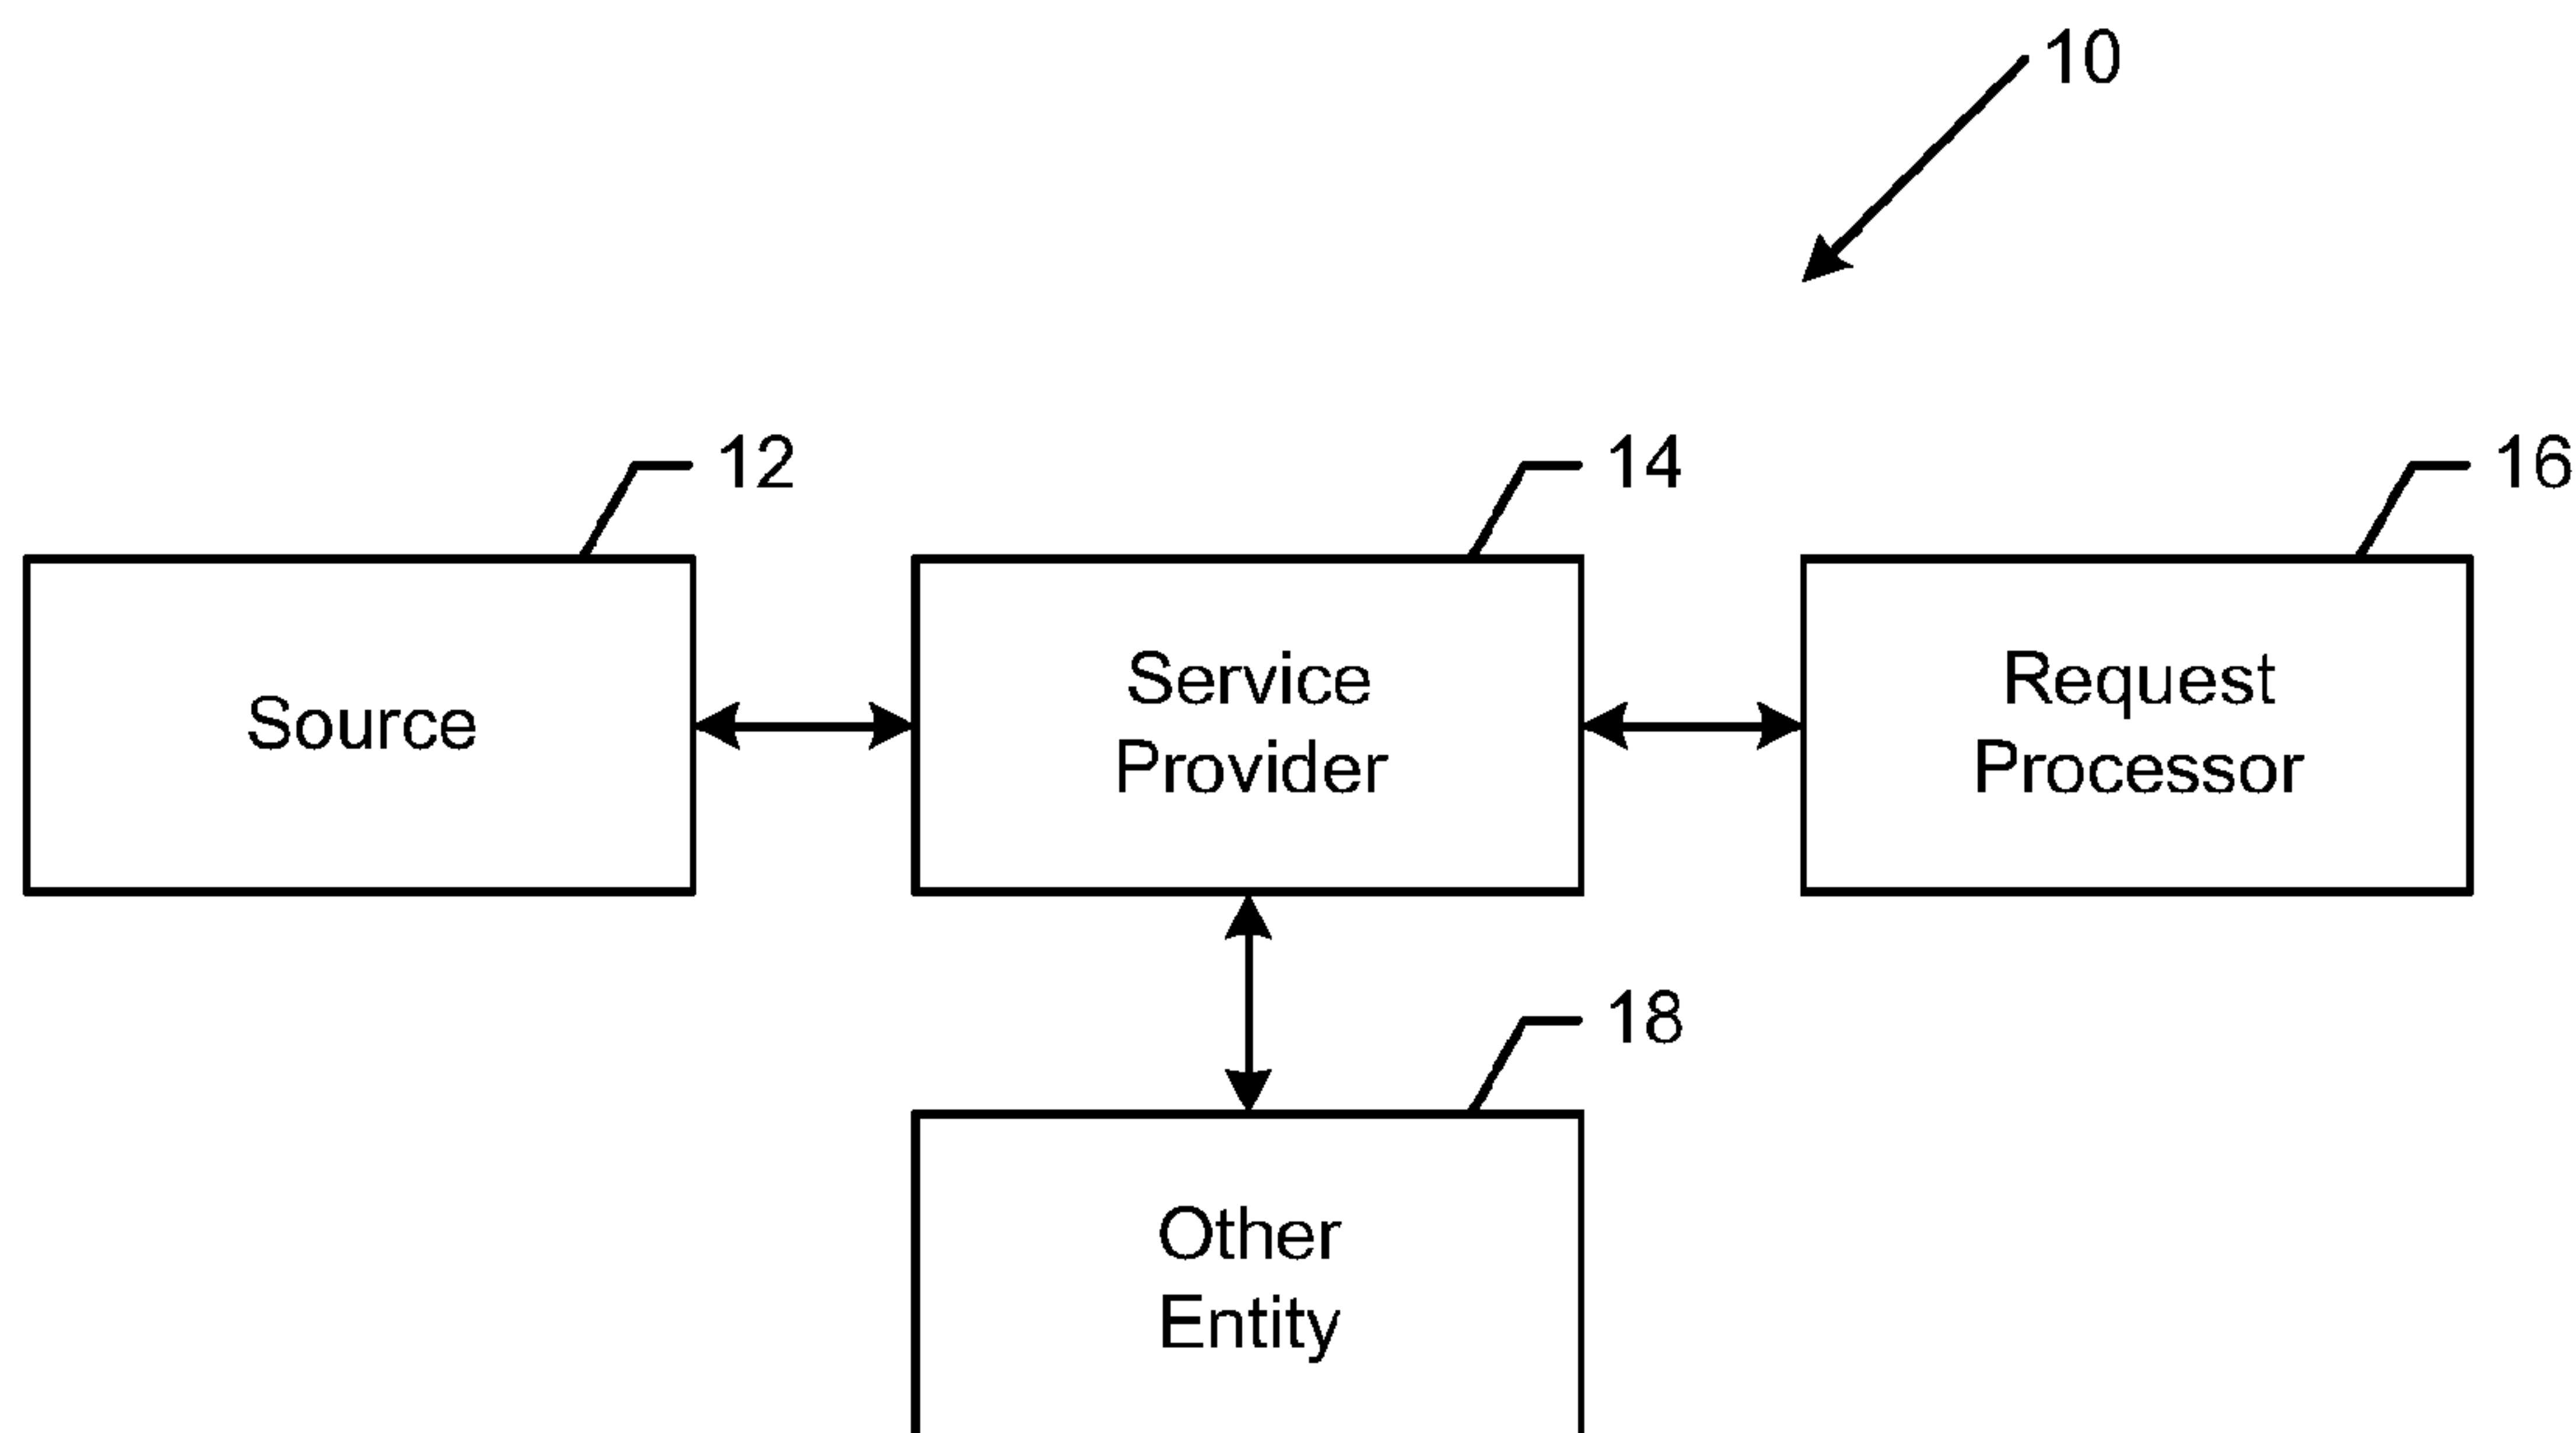 10
12
14
16
Source
Service
Provider
Request
Processor
18
Other
Entity